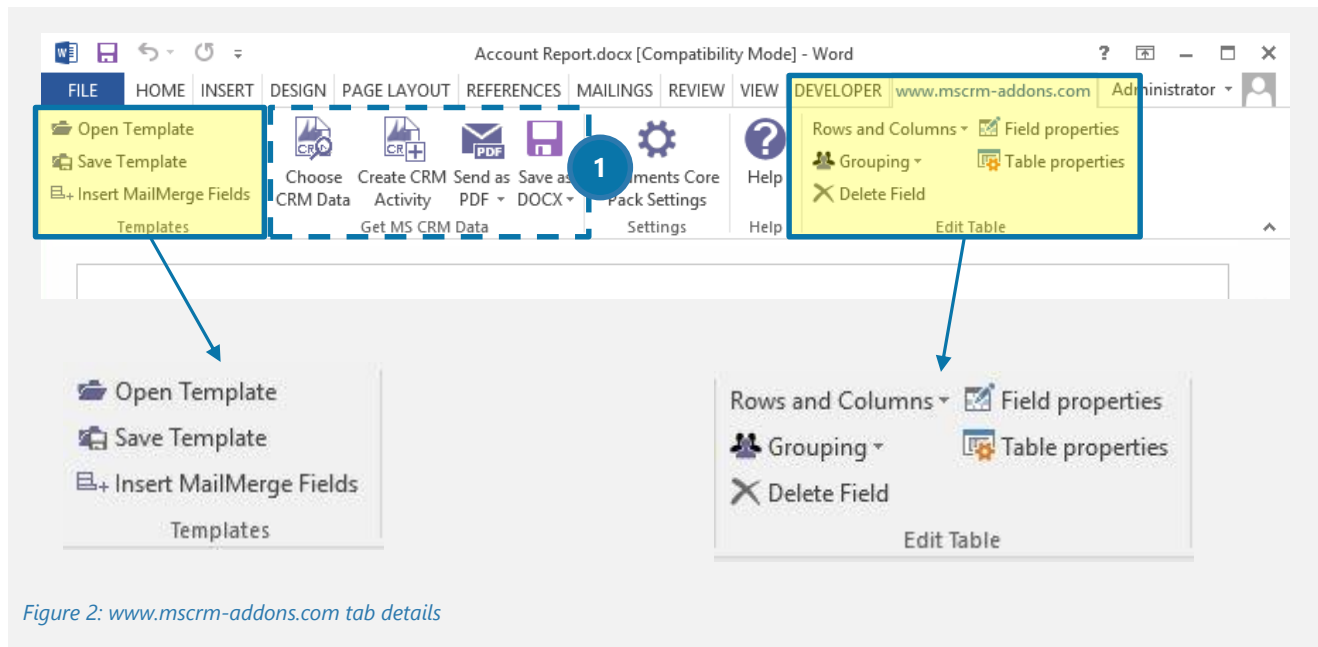 Account Report.docx [Compatibility Mode] - Word
FILE HOME INSERT DESIGN PAGE LAYOUT REFERENCES MAILINGS REVIEW VIEW DEVELOPER www.mscrm-addons.com Administrator
Open Template
Save Template
Insert MailMerge Fields
Templates
Choose
CRM Data
Create CRM
Activity
Send as
PDF
Save as
DOCX
Get MS CRM Data
1
Core
Pack Settings
Settings
Help
Help
Rows and Columns Field properties
Grouping Table properties
Delete Field
Edit Table
Open Template
Save Template
Insert MailMerge Fields
Templates
Rows and Columns Field properties
Grouping Table properties
Delete Field
Edit Table
Figure 2: www.mscrm-addons.com tab details